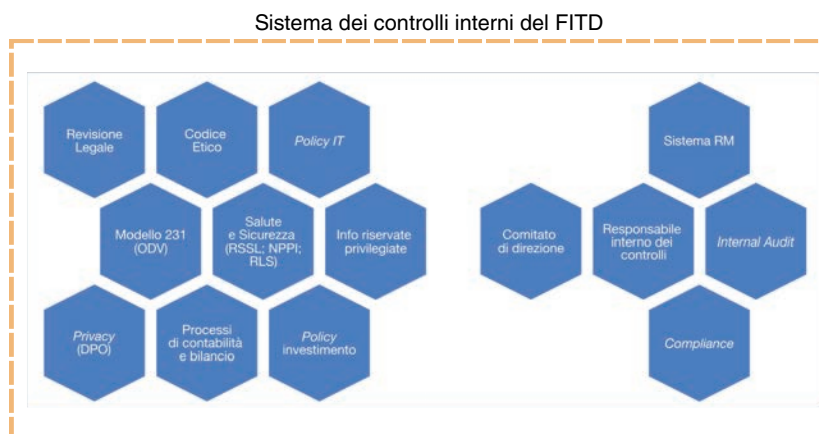 Sistema dei controlli interni del FITD
Revisione
Legale
Codice
Etico
Policy IT
Sistema RM
Modello 231
(ODV)
Salute
e Sicurezza
(RSSL; NPPI;
RLS)
Info riservate
privilegiate
Comitato
di direzione
Responsabile
interno dei
controlli
Internal Audit
Privacy
(DPO)
Processi
di contabilità
e bilancio
Policy
investimento
Compliance